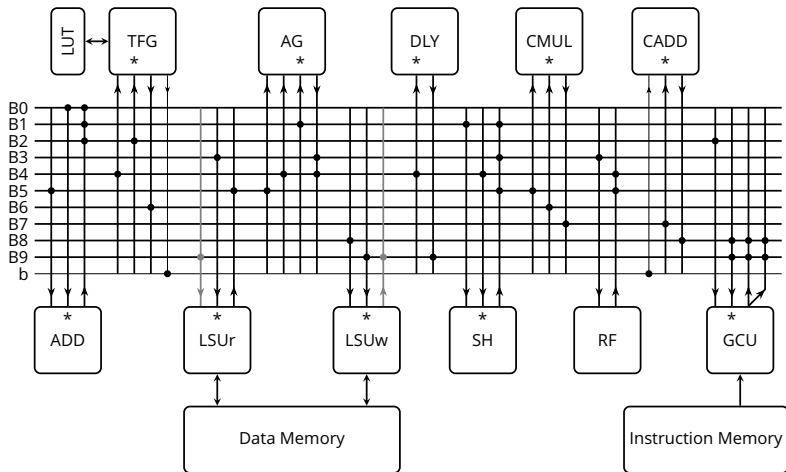 LUT
TFG
*
AG
*
DLY
*
CMUL
*
CADD
*
B0
B1
B2
B3
B4
B5
B6
B7
B8
B9
b
*
ADD
*
LSUr
*
LSUw
*
SH
RF
*
GCU
Data Memory
Instruction Memory